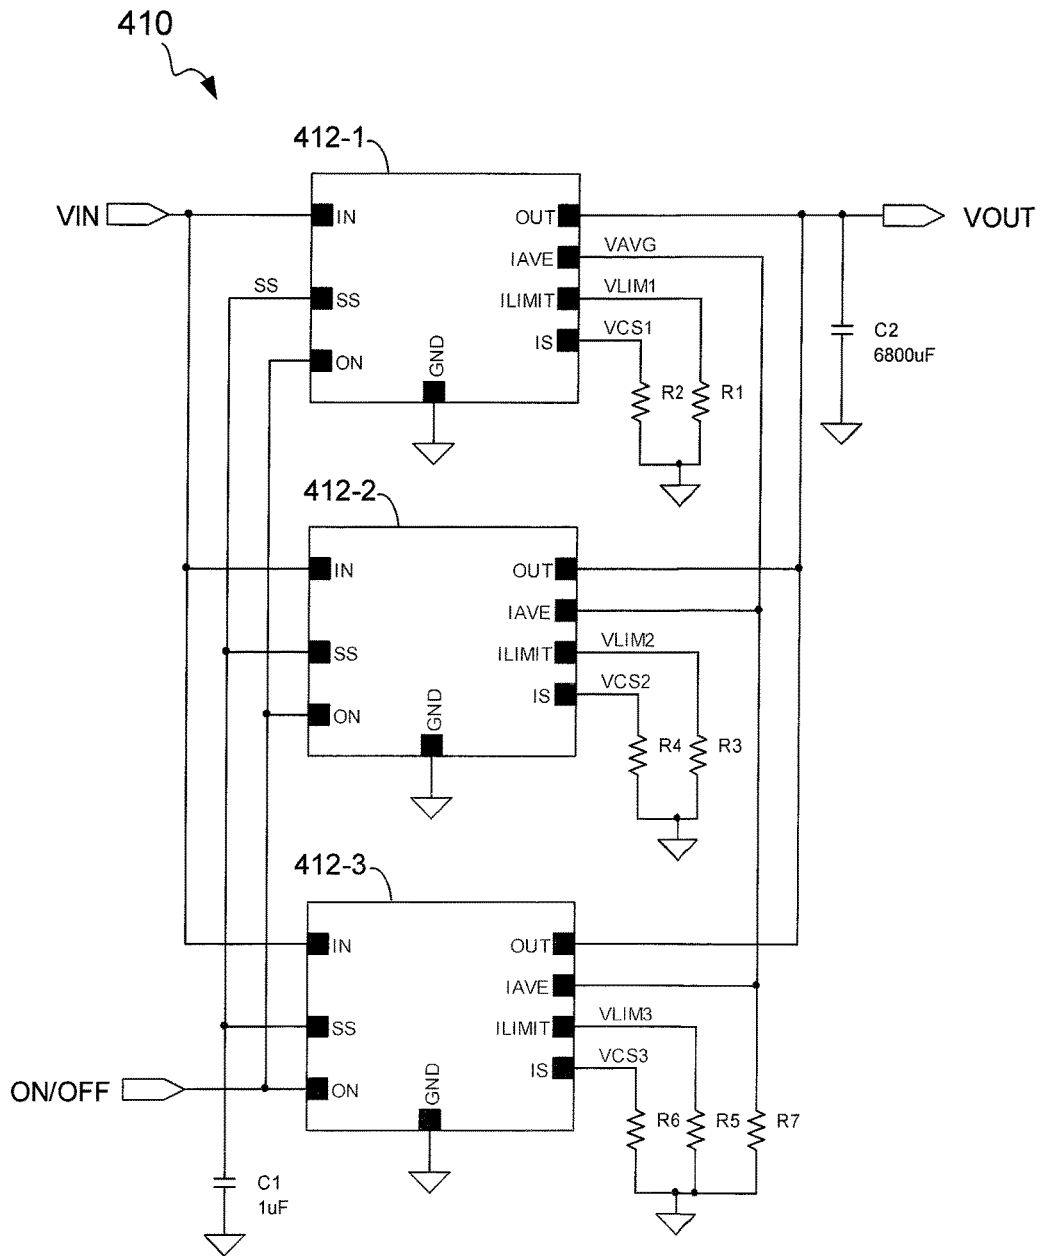 410
412-1
VIN
IN
OUT
VOUT
IAVE
VAVG
SS
SS
ILIMIT
VLIM1
IS
VCS1
ON
GND
C2
6800uF
R2
R1
412-2
IN
OUT
IAVE
SS
ILIMIT
VLIM2
IS
VCS2
ON
GND
R4
R3
412-3
IN
OUT
IAVE
SS
ILIMIT
VLIM3
IS
VCS3
ON/OFF
ON
GND
R6
R5
R7
C1
1uF